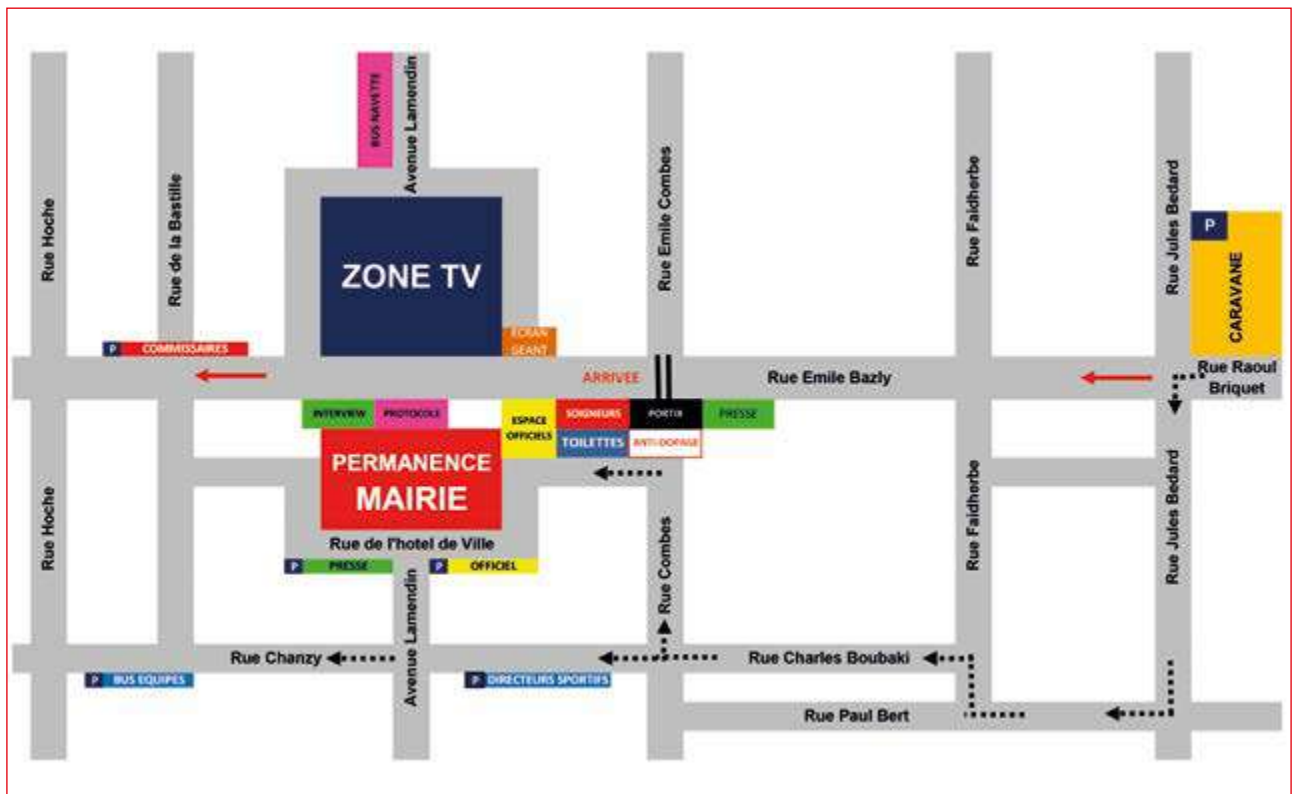 Rue Hoche
Rue de la Bastille
BUS NAVETTE
Avenue Lamendin
Rue Emile Combes
Rue Faidherbe
Rue Jules Bedard
P
CARAVANE
ZONE TV
ECRAN
GEANT
P COMMISSAIRES
ARRIVEE
Rue Emile Bazly
Rue Raoul
Briquet
INTERVIEW
PROTOCOLE
ESPACE
OFFICIELS
SOIGNEURS
PORTIX
PRESSE
TOILETTES
ANTI-DOPAGE
PERMANENCE
MAIRIE
Rue de l'hotel de Ville
P PRESSE
P OFFICIEL
Rue Hoche
Avenue Lamendin
Rue Combes
Rue Faidherbe
Rue Jules Bedard
Rue Chanzy
Rue Charles Boubaki
P BUS EQUIPES
P DIRECTEURS SPORTIFS
Rue Paul Bert